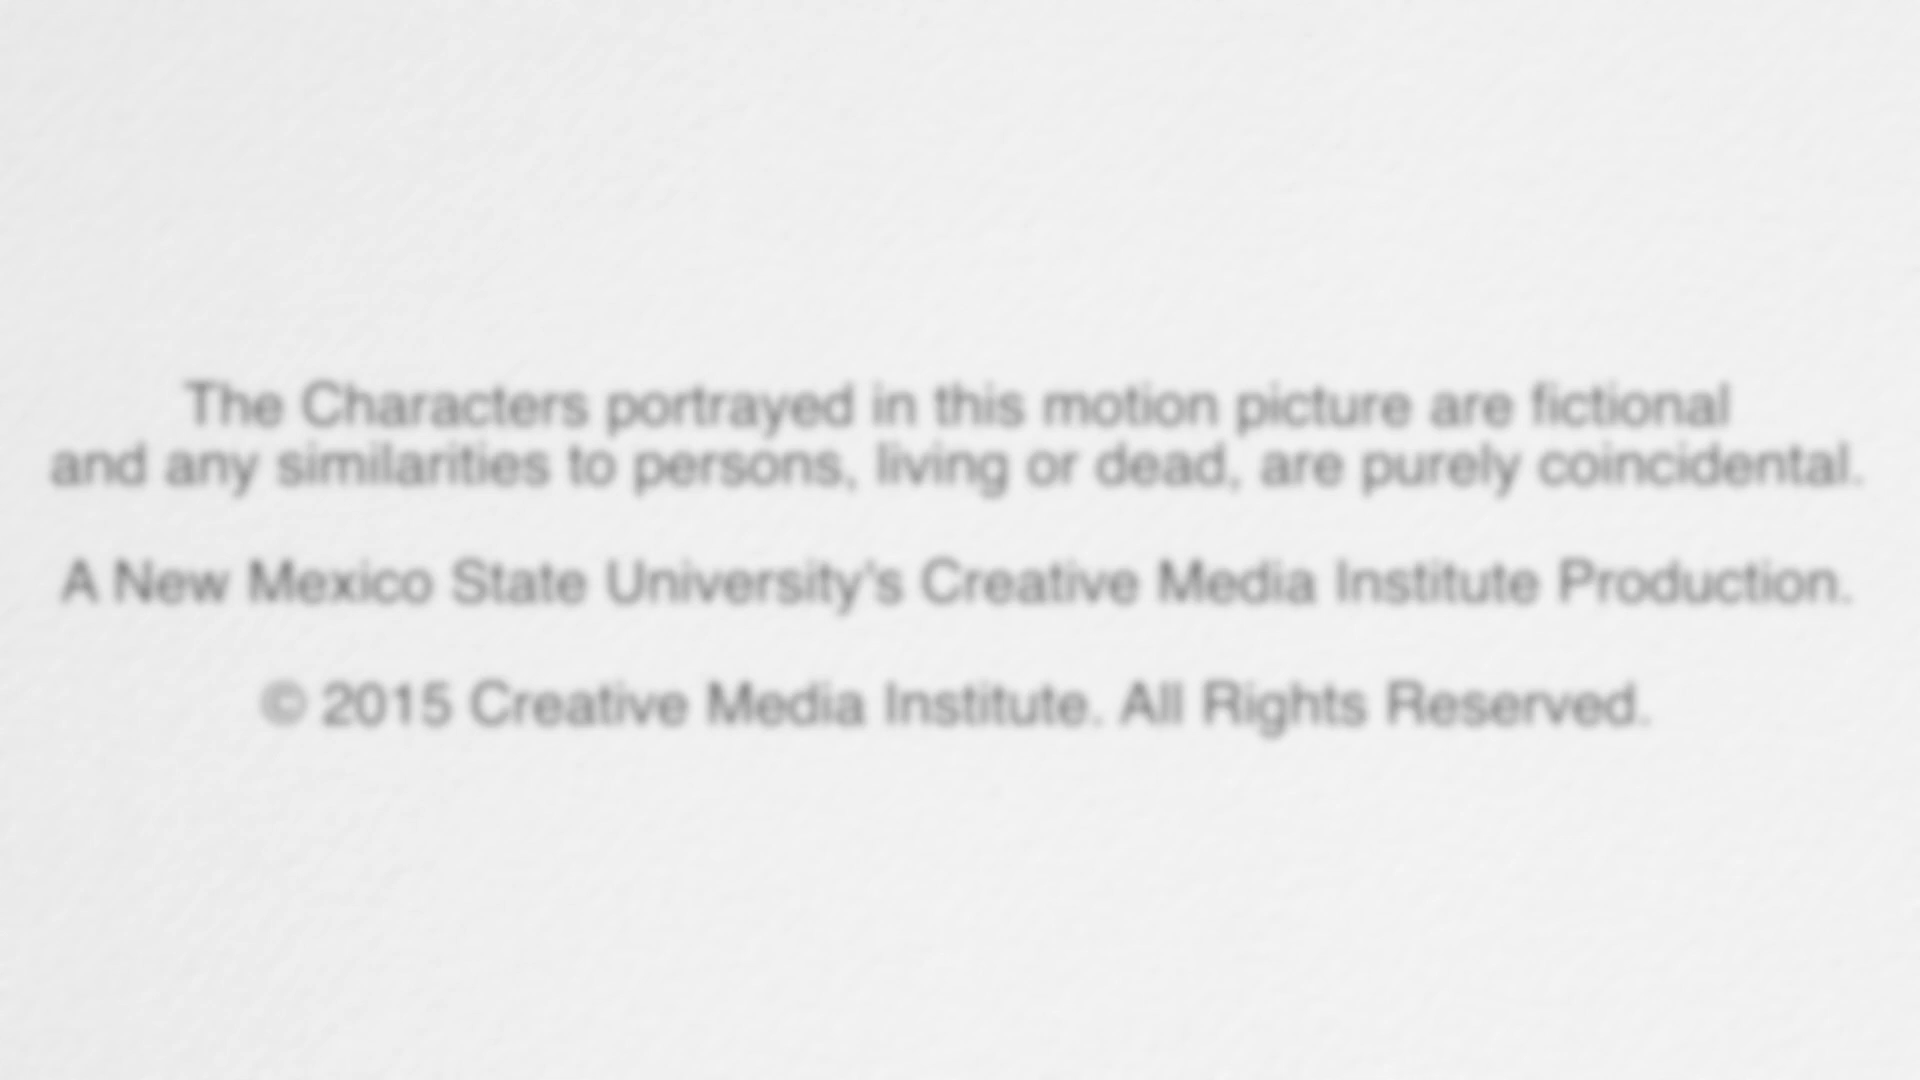 The Characters portrayed in this motion picture are fictional
and any similarities to persons, living or dead, are purely coincidental.
A New Mexico State University's Creative Media Institute Production.
© 2015 Creative Media Institute. All Rights Reserved.